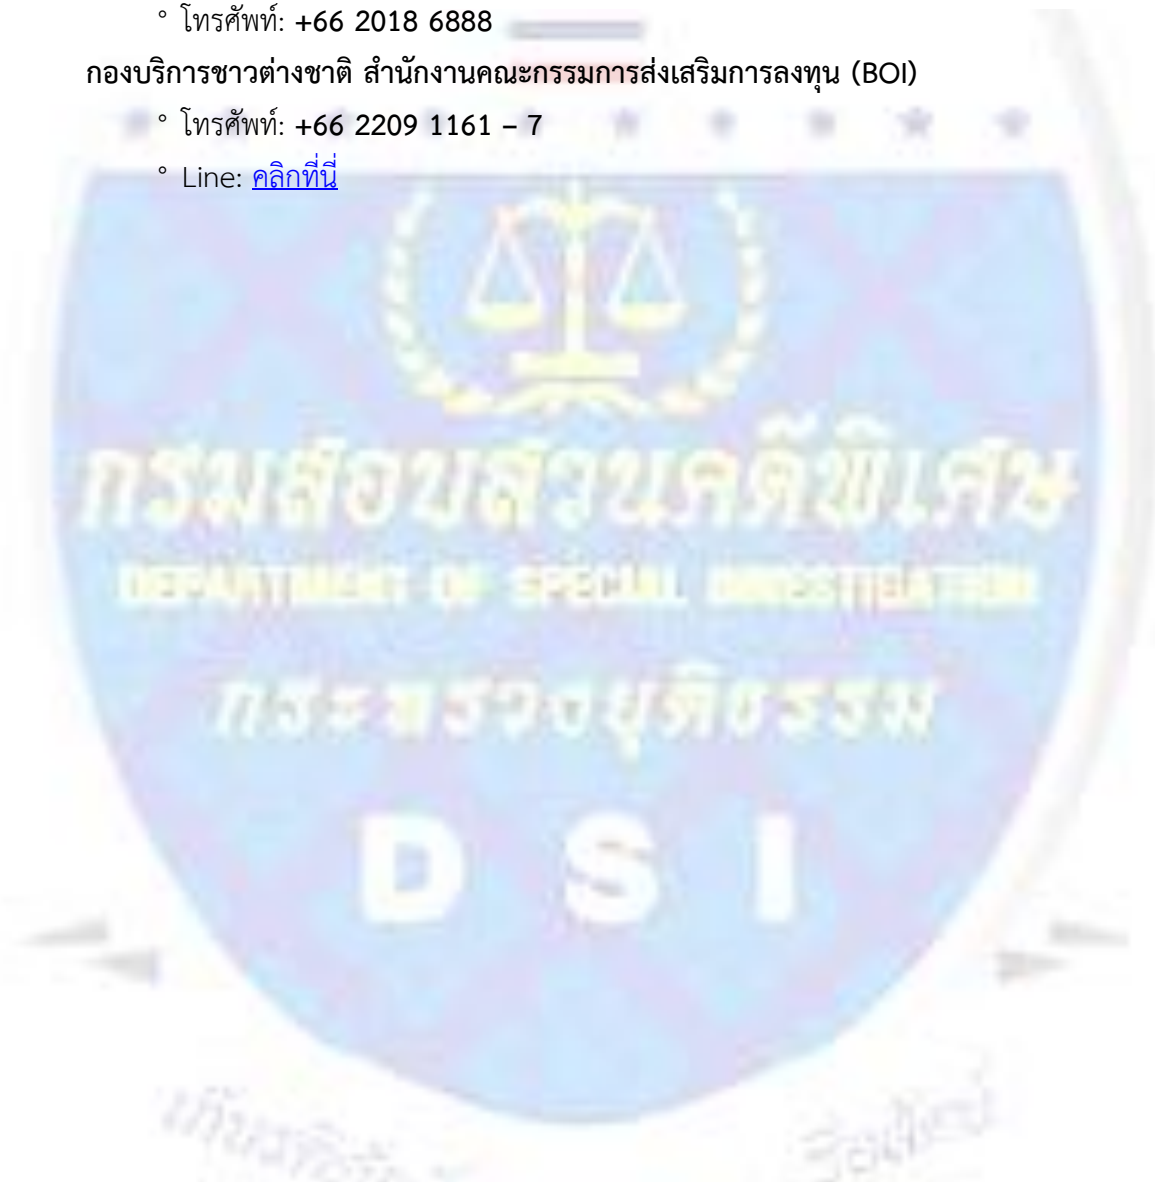 ° โทรศัพท์: +66 2018 6888
กองบริการชาวต่างชาติ สำนักงานคณะกรรมการส่งเสริมการลงทุน (BOI)
° โทรศัพท์: +66 2209 1161 – 7
° Line: คลิกที่นี่
กรมสอบสวนคดีพิเศษ
DEPARTMENT OF SPECIAL INVESTIGATION
กระทรวงยุติธรรม
D S I